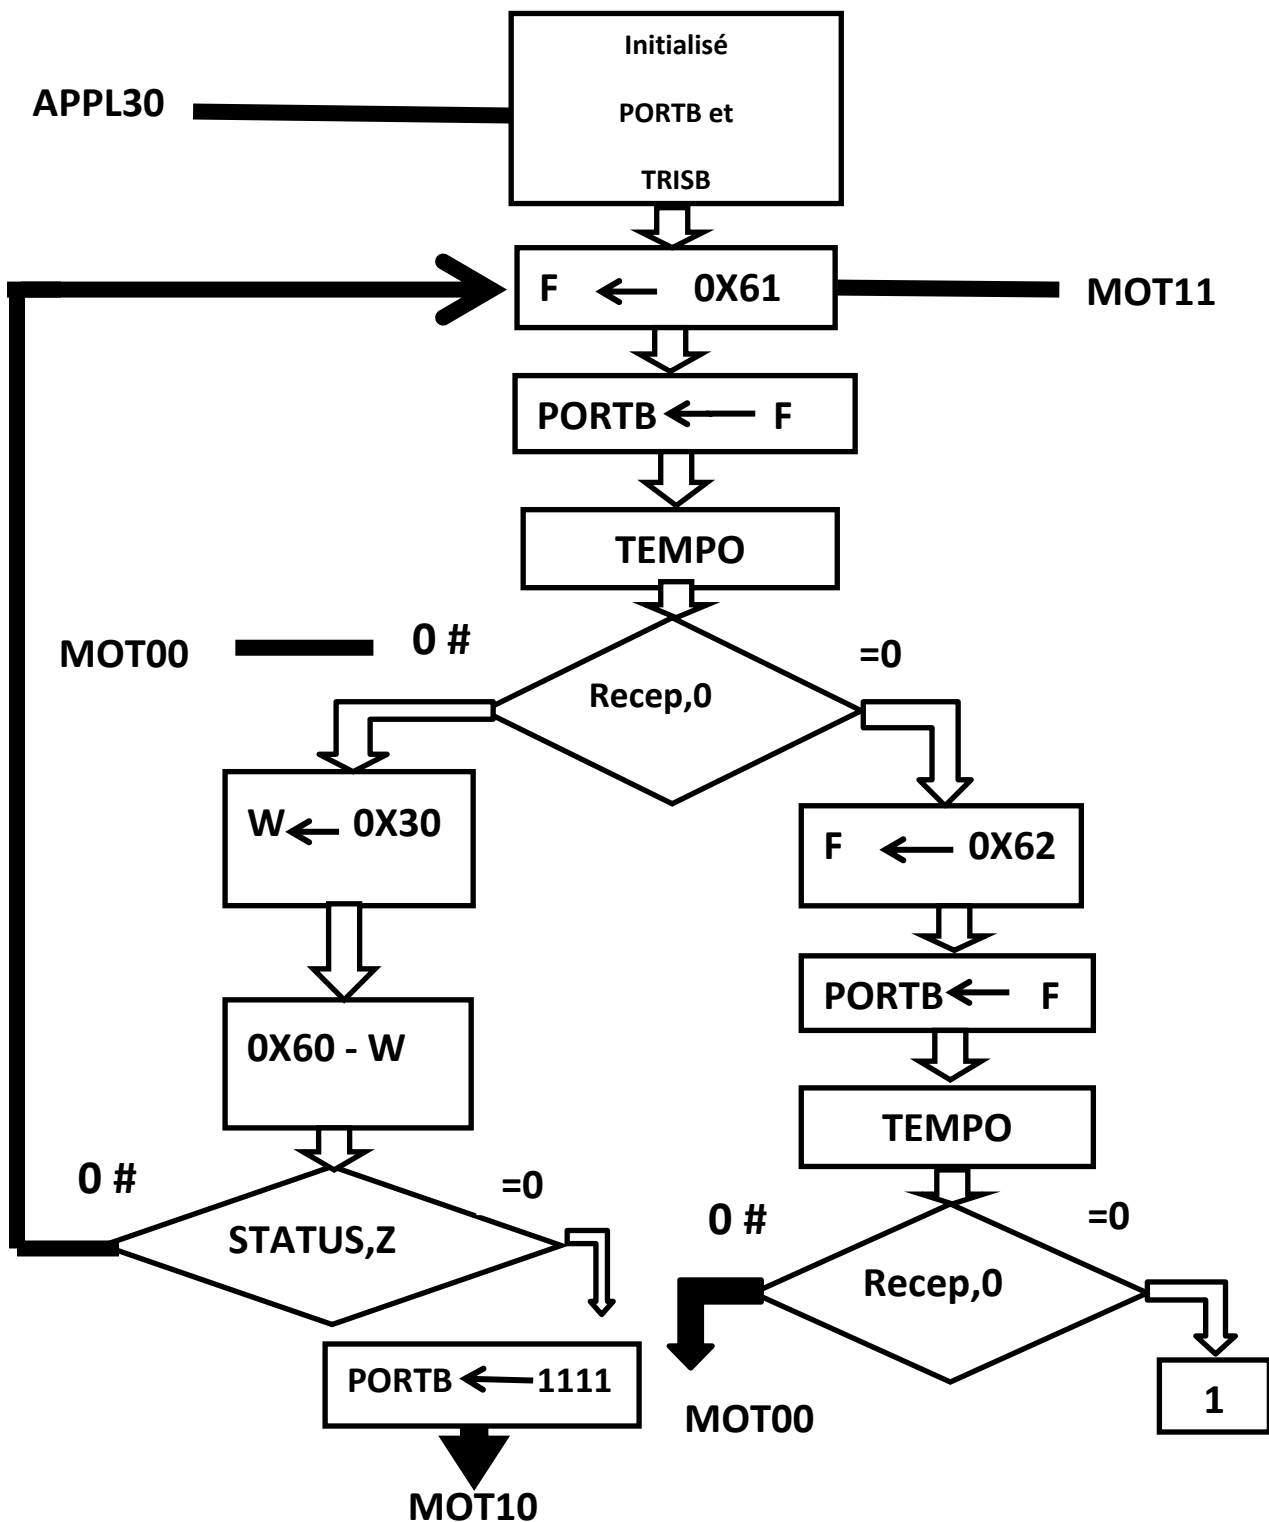 Initialisé
PORTB et
TRISB
APPL30
F 0X61
MOT11
PORTB F
TEMPO
MOT00
0 #
=0
Recep,0
W 0X30
F 0X62
0X60 - W
PORTB F
TEMPO
0 #
=0
STATUS,Z
0 #
=0
Recep,0
PORTB 1111
MOT00
1
MOT10